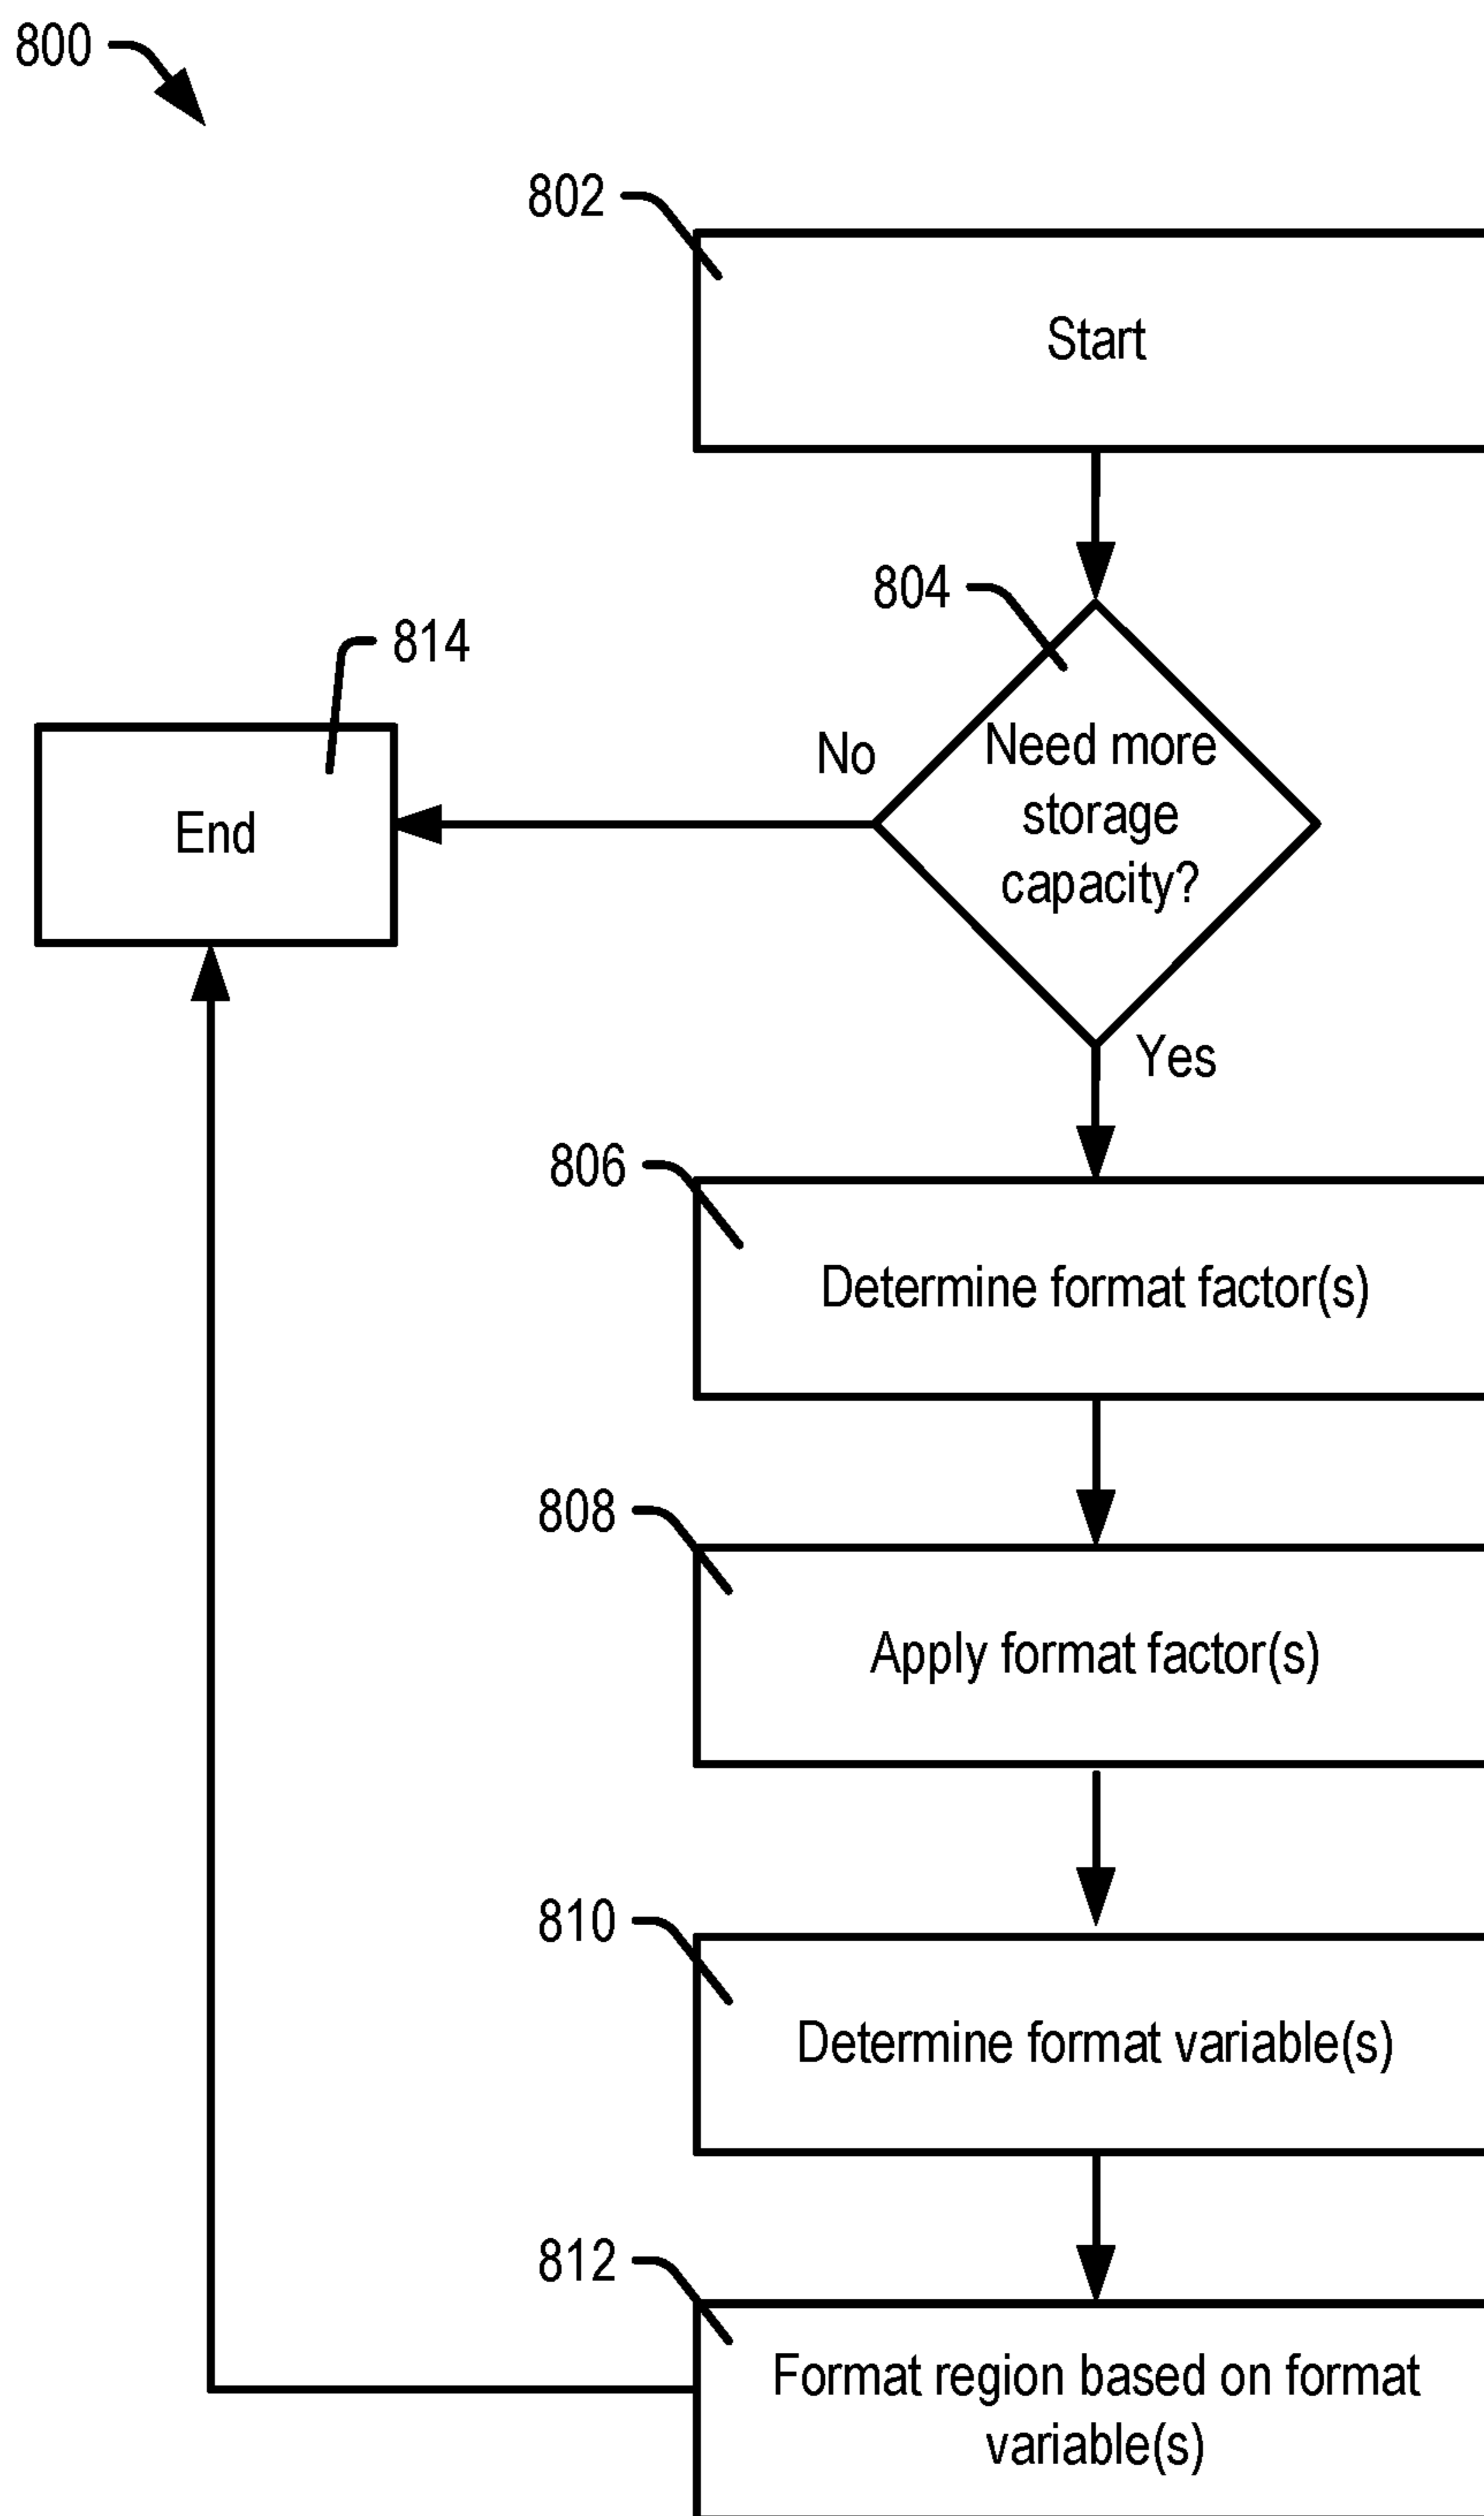 800
802
Start
804
Need more
storage
capacity?
No
814
End
Yes
806
Determine format factor(s)
808
Apply format factor(s)
810
Determine format variable(s)
812
Format region based on format
variable(s)